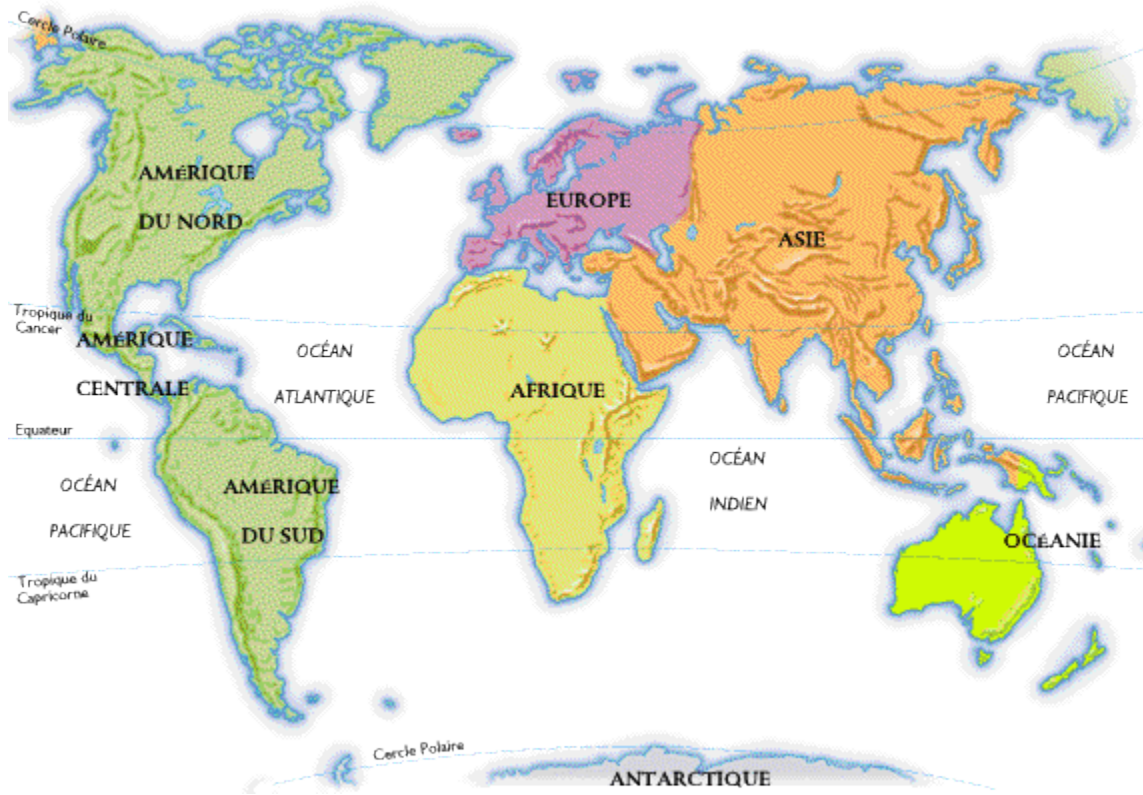 Cercle Polaire
AMÉRIQUE
DU NORD
EUROPE
ASIE
Tropique du
Cancer
AMÉRIQUE
CENTRALE
OCÉAN
ATLANTIQUE
AFRIQUE
OCÉAN
PACIFIQUE
Equateur
OCÉAN
PACIFIQUE
AMÉRIQUE
DU SUD
OCÉAN
INDIEN
OCÉANIE
Tropique du
Capricorne
Cercle Polaire
ANTARCTIQUE